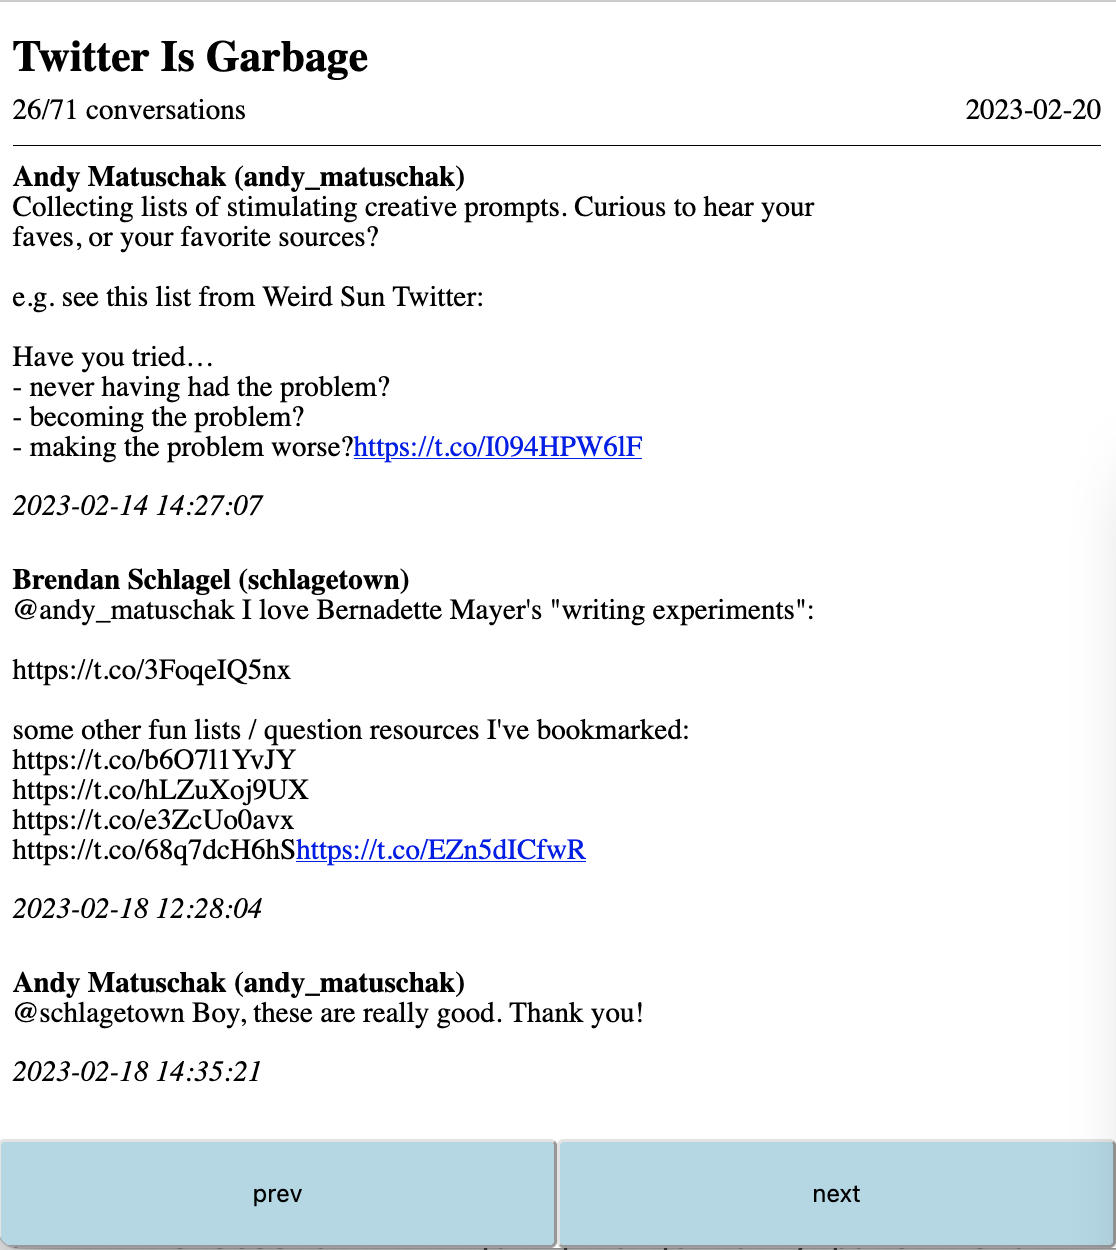 Twitter Is Garbage
26/71 conversations
2023-02-20
Andy Matuschak (andy_matuschak)
Collecting lists of stimulating creative prompts. Curious to hear your
faves, or your favorite sources?
e.g. see this list from Weird Sun Twitter:
Have you tried…
- never having had the problem?
- becoming the problem?
- making the problem worse?https://t.co/I094HPW6lF
2023-02-14 14:27:07
Brendan Schlagel (schlagetown)
@andy_matuschak I love Bernadette Mayer's "writing experiments":
https://t.co/3FoqeIQ5nx
some other fun lists / question resources I've bookmarked:
https://t.co/b6O7l1YvJY
https://t.co/hLZuXoj9UX
https://t.co/e3ZcUo0avx
https://t.co/68q7dcH6hShttps://t.co/EZn5dICfwR
2023-02-18 12:28:04
Andy Matuschak (andy_matuschak)
@schlagetown Boy, these are really good. Thank you!
2023-02-18 14:35:21
prev
next